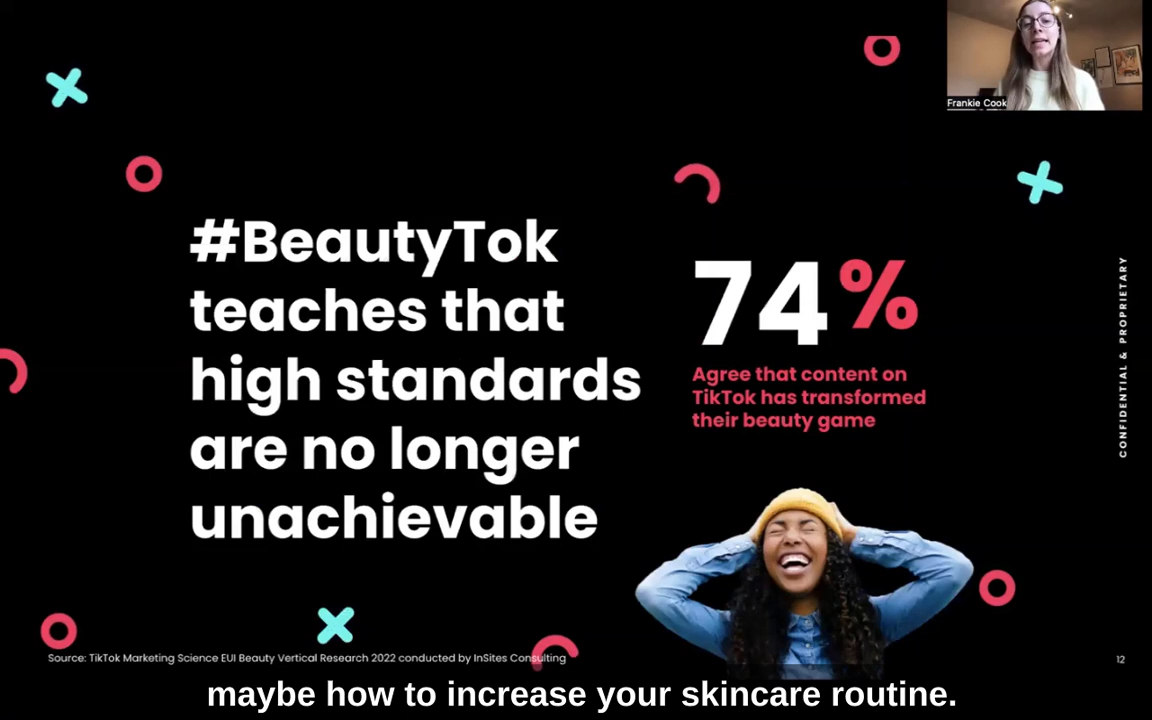 Frankie Cook
#BeautyTok
teaches that
high standards
are no longer
unachievable
74%
Agree that content on
TikTok has transformed
their beauty game
CONFIDENTIAL & PROPRIETARY
Source: TikTok Marketing Science EUI Beauty Vertical Research 2022 conducted by InSites Consulting
12
maybe how to increase your skincare routine.